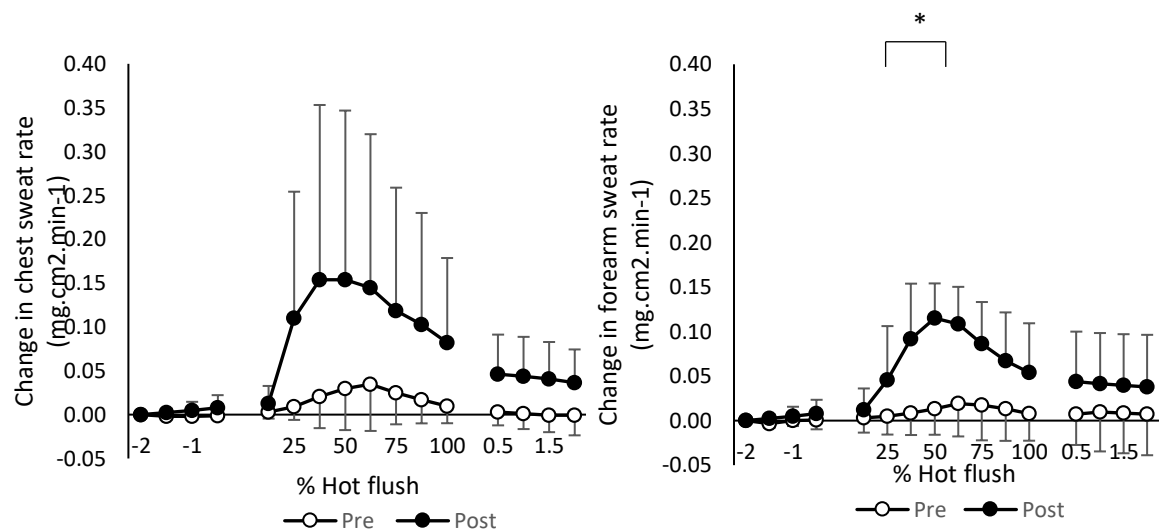 Change in chest sweat rate
(mg.cm2.min-1)
0.40
0.35
0.30
0.25
0.20
0.15
0.10
0.05
0.00
-0.05
-2 -1 25 50 75 100 0.5 1.5
% Hot flush
Pre Post
*
Change in forearm sweat rate
(mg.cm2.min-1)
0.40
0.35
0.30
0.25
0.20
0.15
0.10
0.05
0.00
-0.05
-2 -1 25 50 75 100 0.5 1.5
% Hot flush
Pre Post